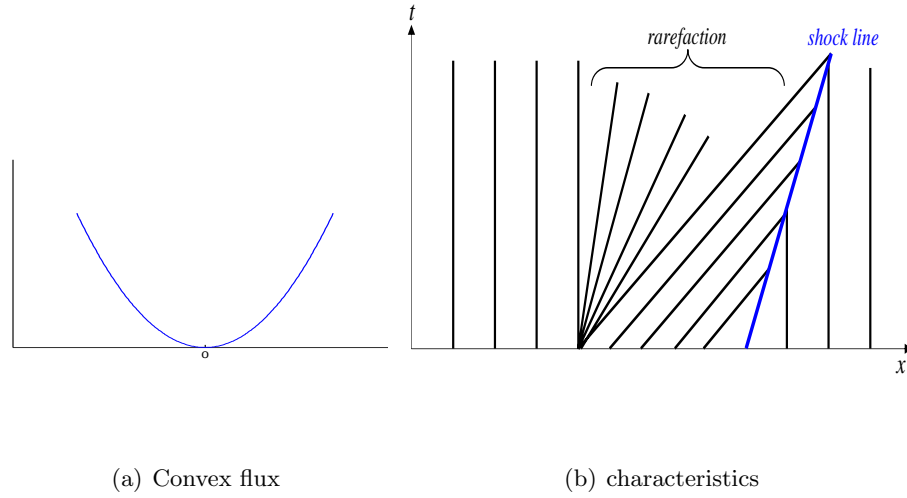 t
rarefaction
shock line
o
x
(a) Convex flux
(b) characteristics